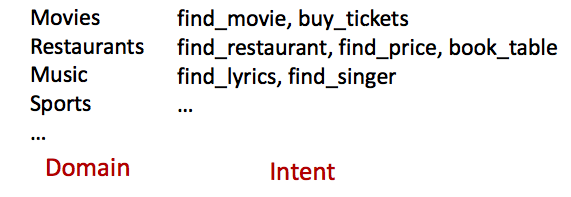 Movies find_movie, buy_tickets
Restaurants find_restaurant, find_price, book_table
Music find_lyrics, find_singer
Sports …
…
Domain Intent